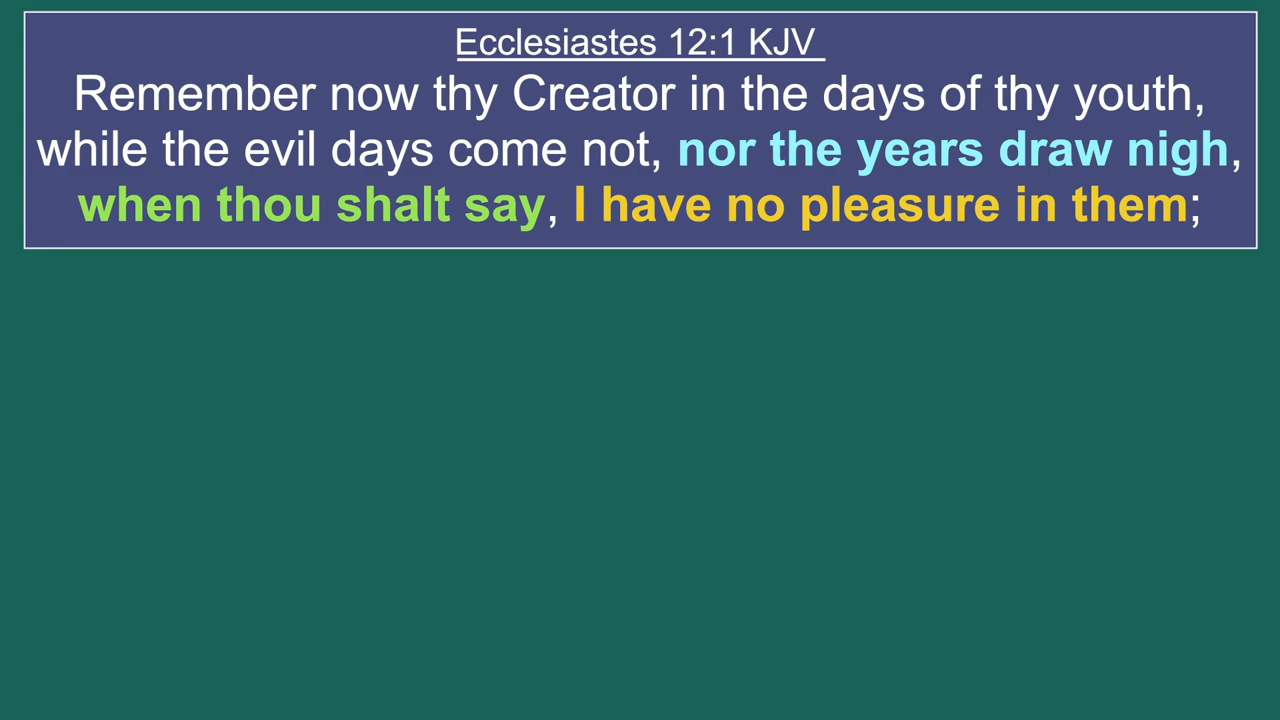 Ecclesiastes 12:1 KJV
Remember now thy Creator in the days of thy youth,
while the evil days come not, nor the years draw nigh,
when thou shalt say, I have no pleasure in them;